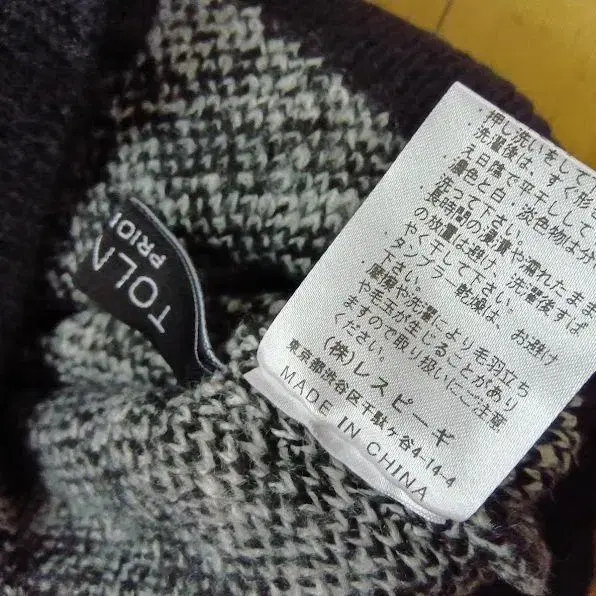 TOLA
PRIO
・押し洗いをして下
・洗濯後は、すぐ形を
え日陰で平干しして下
・濃色と白・淡色物は分け
洗って下さい。
・長時間の浸漬や濡れたまま
の放置は避け、洗濯後すば
やく干して下さい。
・タンブラー乾燥は、お避け
下さい。
・摩擦や洗濯により毛羽立ち
や毛玉が生じることがあり
ますので取り扱いにご注意
ください。
(株)レスピーギ
東京都渋谷区千駄ケ谷4-14-4
MADE IN CHINA